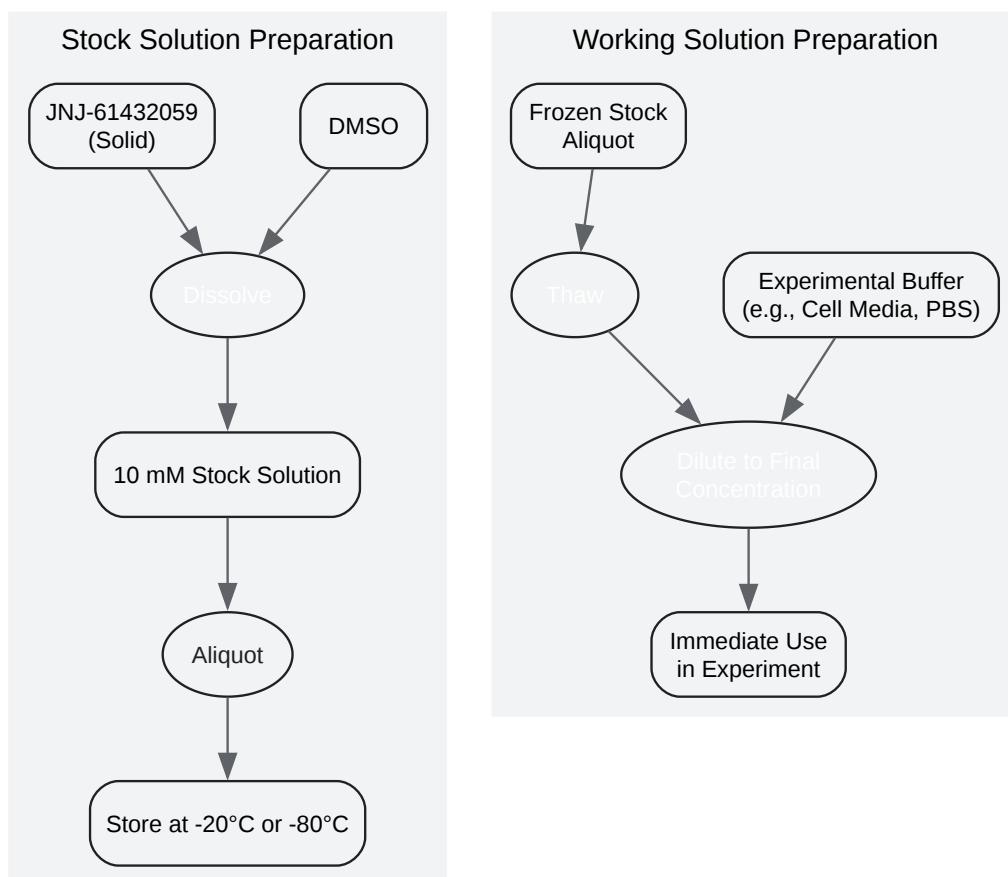 Stock Solution Preparation
JNJ-61432059
(Solid)
DMSO
Dissolve
10 mM Stock Solution
Aliquot
Store at -20°C or -80°C
Working Solution Preparation
Frozen Stock
Aliquot
Thaw
Experimental Buffer
(e.g., Cell Media, PBS)
Dilute to Final
Concentration
Immediate Use
in Experiment